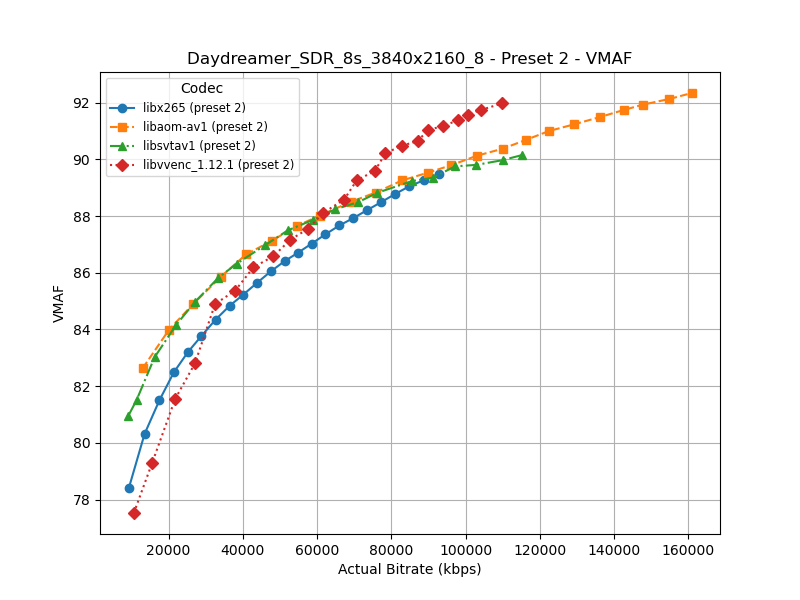 Daydreamer_SDR_8s_3840x2160_8 - Preset 2 - VMAF
Codec
libx265 (preset 2)
libaom-av1 (preset 2)
libsvtav1 (preset 2)
libvvenc_1.12.1 (preset 2)
VMAF
92
90
88
86
84
82
80
78
20000 40000 60000 80000 100000 120000 140000 160000
Actual Bitrate (kbps)